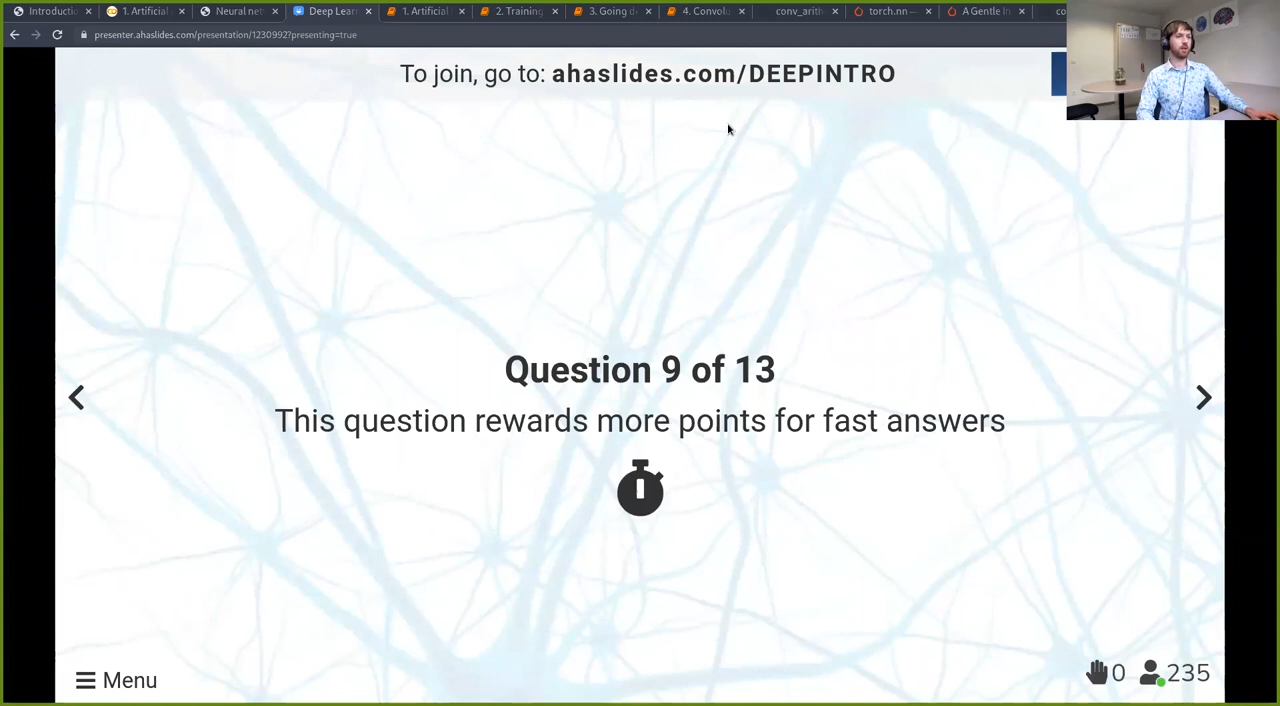 Introductio
1. Artificial
Neural net
Deep Lear
1. Artificial
2. Training
3. Going d
4. Convolu
conv_arith
torch.nn —
A Gentle In
co
presenter.ahaslides.com/presentation/1230992?presenting=true
To join, go to: ahaslides.com/DEEPINTRO
Question 9 of 13
This question rewards more points for fast answers
Menu
0
235